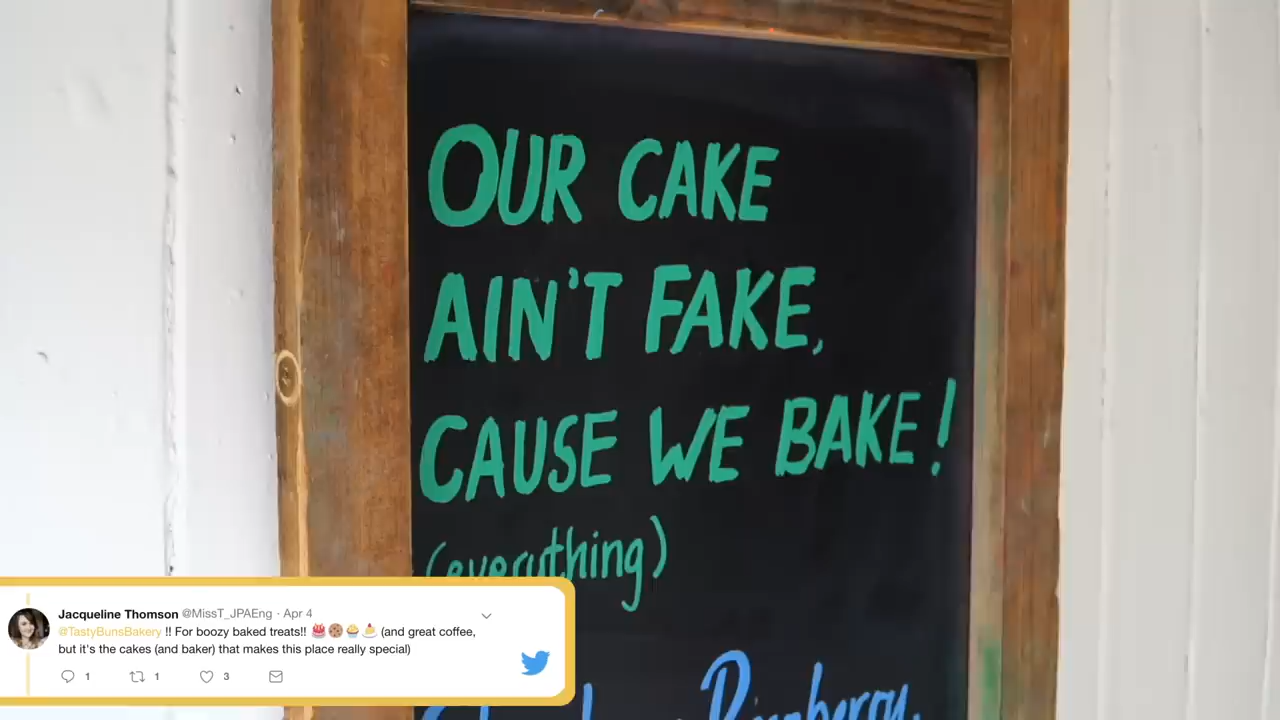 OUR CAKE
AIN'T FAKE,
CAUSE WE BAKE!
(everything)
Jacqueline Thomson @MissT_JPAEng · Apr 4
@TastyBunsBakery !! For boozy baked treats!! 🎂🍪🧁🍰 (and great coffee,
but it's the cakes (and baker) that makes this place really special)
1 1 3